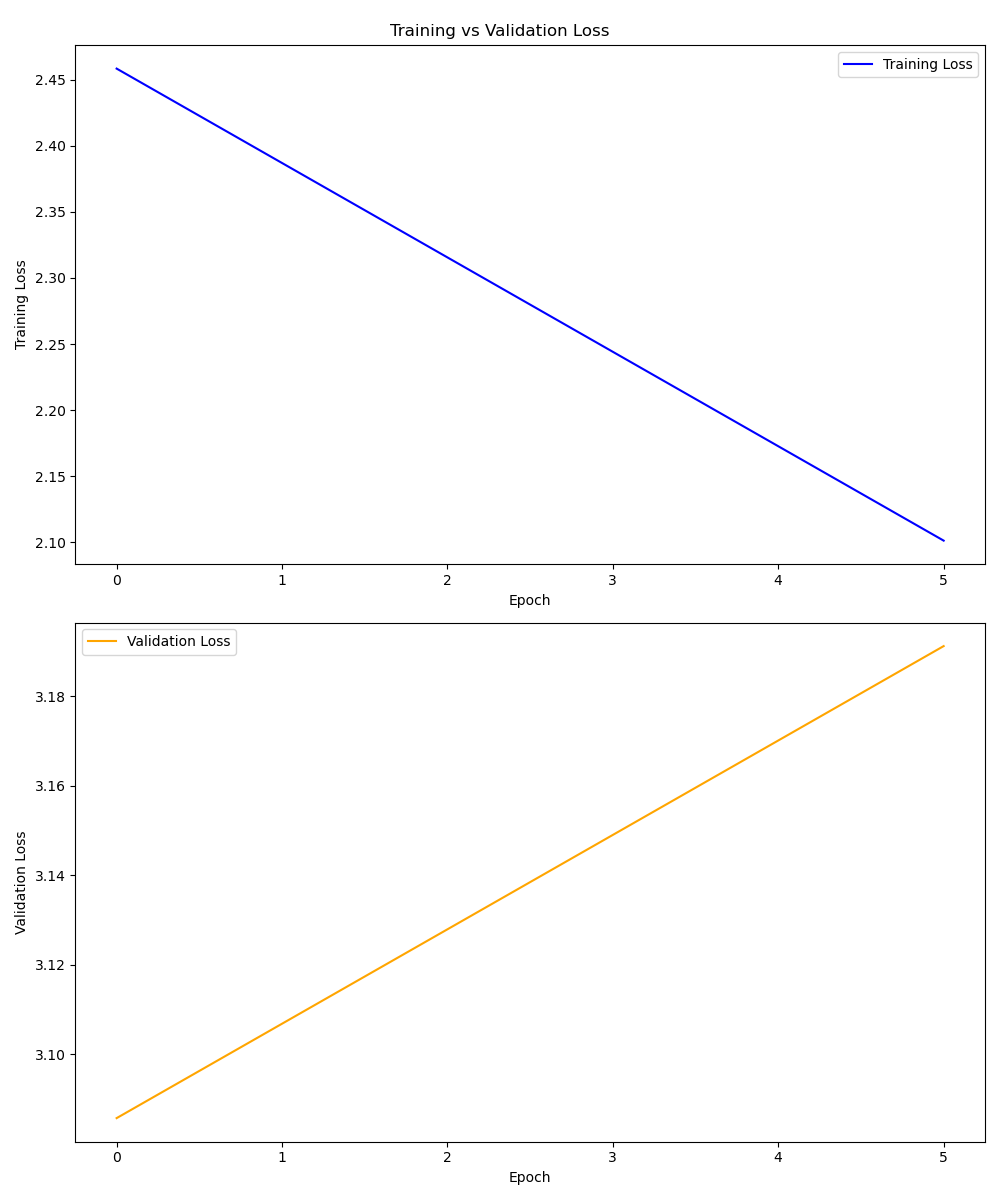 Training vs Validation Loss
Training Loss
2.45
2.40
2.35
2.30
2.25
2.20
2.15
2.10
Training Loss
0 1 2 3 4 5
Epoch
Validation Loss
3.18
3.16
3.14
3.12
3.10
Validation Loss
0 1 2 3 4 5
Epoch